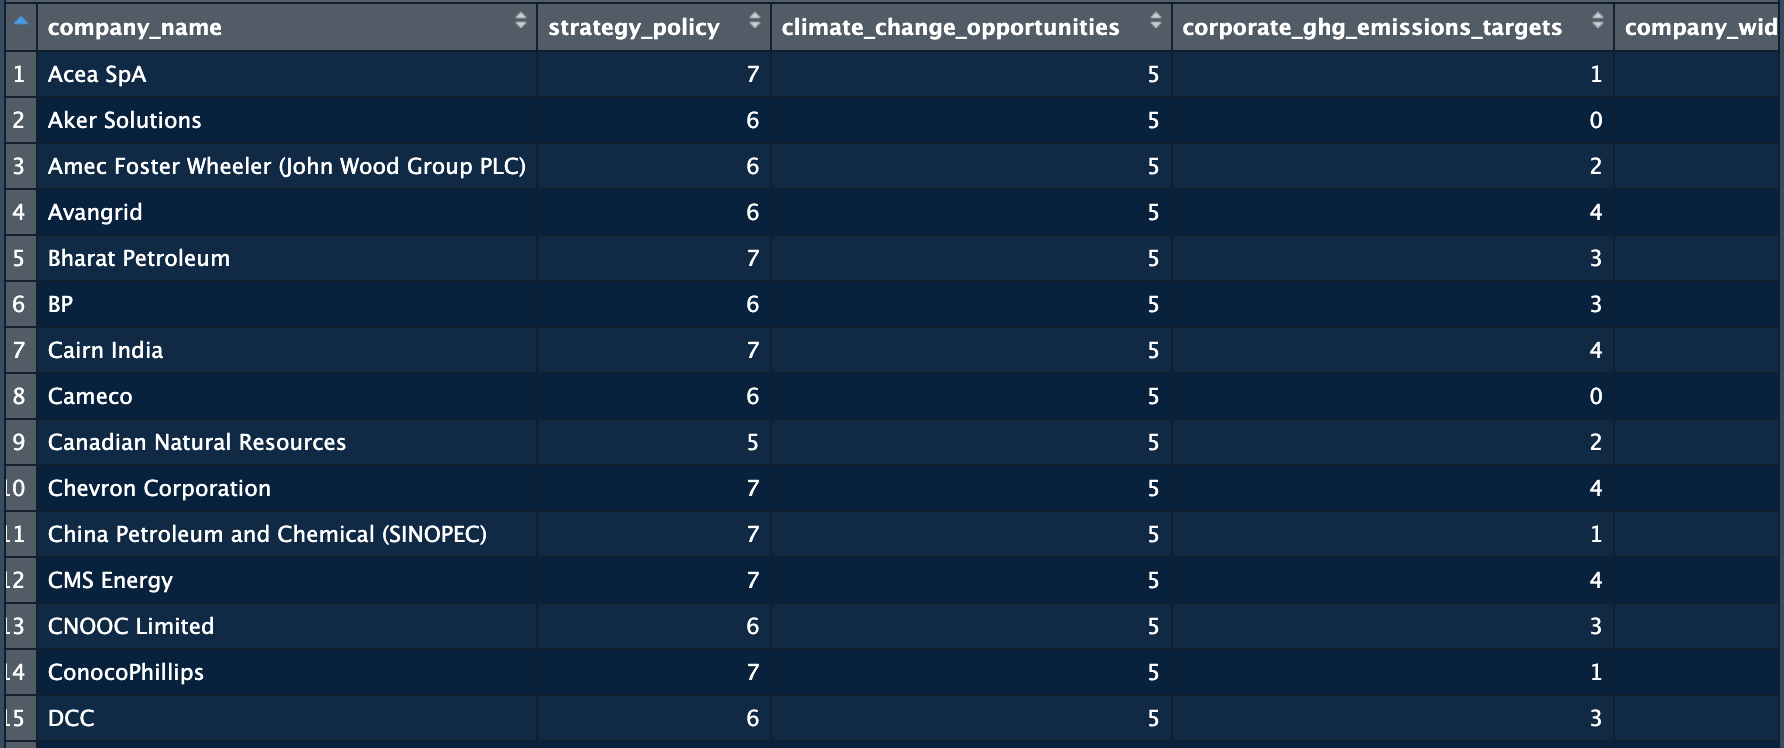 company_name strategy_policy climate_change_opportunities corporate_ghg_emissions_targets company_wid
1 Acea SpA 7 5 1
2 Aker Solutions 6 5 0
3 Amec Foster Wheeler (John Wood Group PLC) 6 5 2
4 Avangrid 6 5 4
5 Bharat Petroleum 7 5 3
6 BP 6 5 3
7 Cairn India 7 5 4
8 Cameco 6 5 0
9 Canadian Natural Resources 5 5 2
10 Chevron Corporation 7 5 4
11 China Petroleum and Chemical (SINOPEC) 7 5 1
12 CMS Energy 7 5 4
13 CNOOC Limited 6 5 3
14 ConocoPhillips 7 5 1
15 DCC 6 5 3